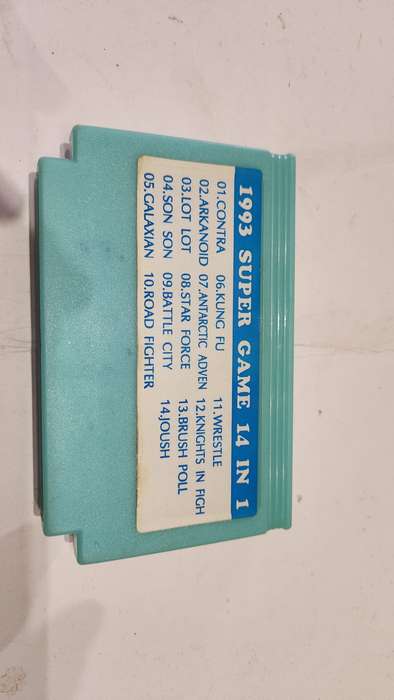 1993 SUPER GAME 14 IN 1
01.CONTRA 06.KUNG FU 11.WRESTLE
02.ARKANOID 07.ANTARCTIC ADVEN 12.KNIGHTS IN FIGH
03.LOT LOT 08.STAR FORCE 13.BRUSH POLL
04.SON SON 09.BATTLE CITY 14.JOUSH
05.GALAXIAN 10.ROAD FIGHTER